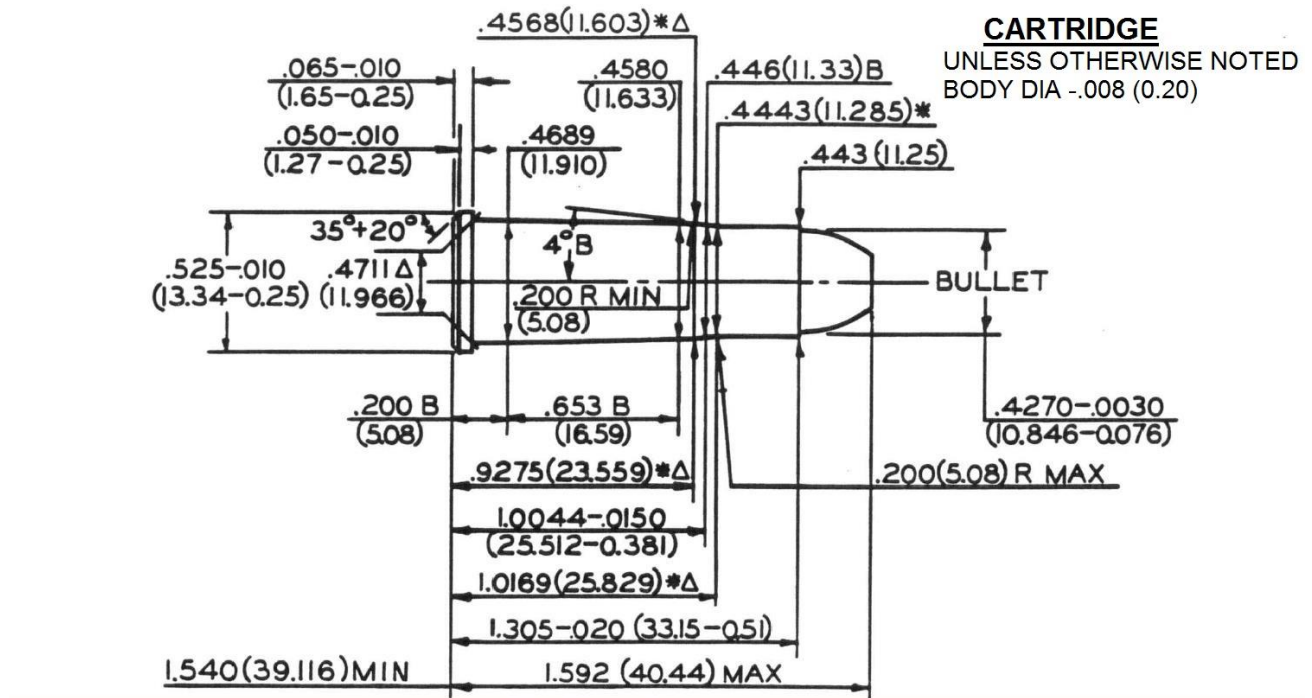 .4568(11.603)*Δ
CARTRIDGE
UNLESS OTHERWISE NOTED
BODY DIA -.008 (0.20)
.065-.010
(1.65-0.25)
.4580
(11.633)
.446(11.33)B
.4443(11.285)*
.050-.010
(1.27-0.25)
.4689
(11.910)
.443 (11.25)
35°+20°
4°B
.525-.010
(13.34-0.25)
.4711Δ
(11.966)
.200 R MIN
(5.08)
BULLET
.200 B
(5.08)
.653 B
(16.59)
.4270-.0030
(10.846-0.076)
.9275(23.559)*Δ
.200(5.08) R MAX
1.0044-.0150
(25.512-0.381)
1.0169(25.829)*Δ
1.305-.020 (33.15-0.51)
1.540(39.116)MIN
1.592 (40.44) MAX